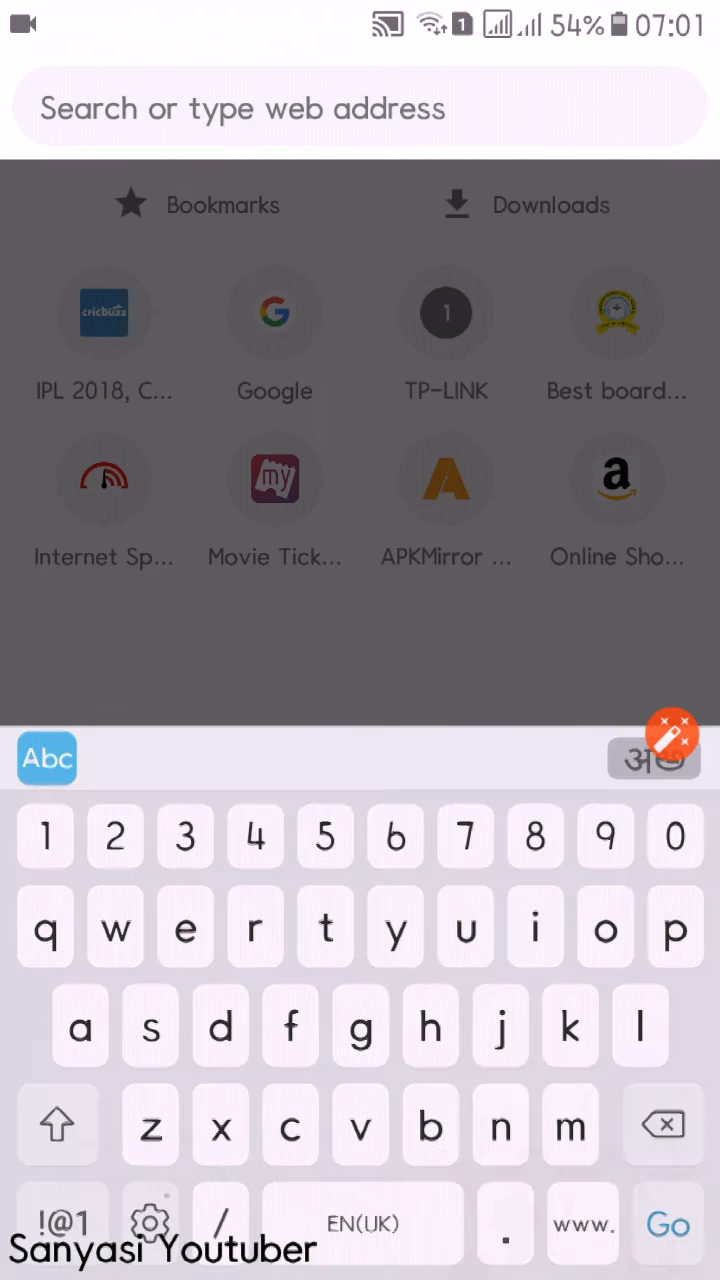 1 54% 07:01
Search or type web address
Bookmarks Downloads
cricbuzz G 1
IPL 2018, C... Google TP-LINK Best board...
my A a
Internet Sp... Movie Tick... APKMirror ... Online Sho...
Abc
1 2 3 4 5 6 7 8 9 0
q w e r t y u i o p
a s d f g h j k l
z x c v b n m
!@1 / EN(UK) . www. Go
Sanyasi Youtuber